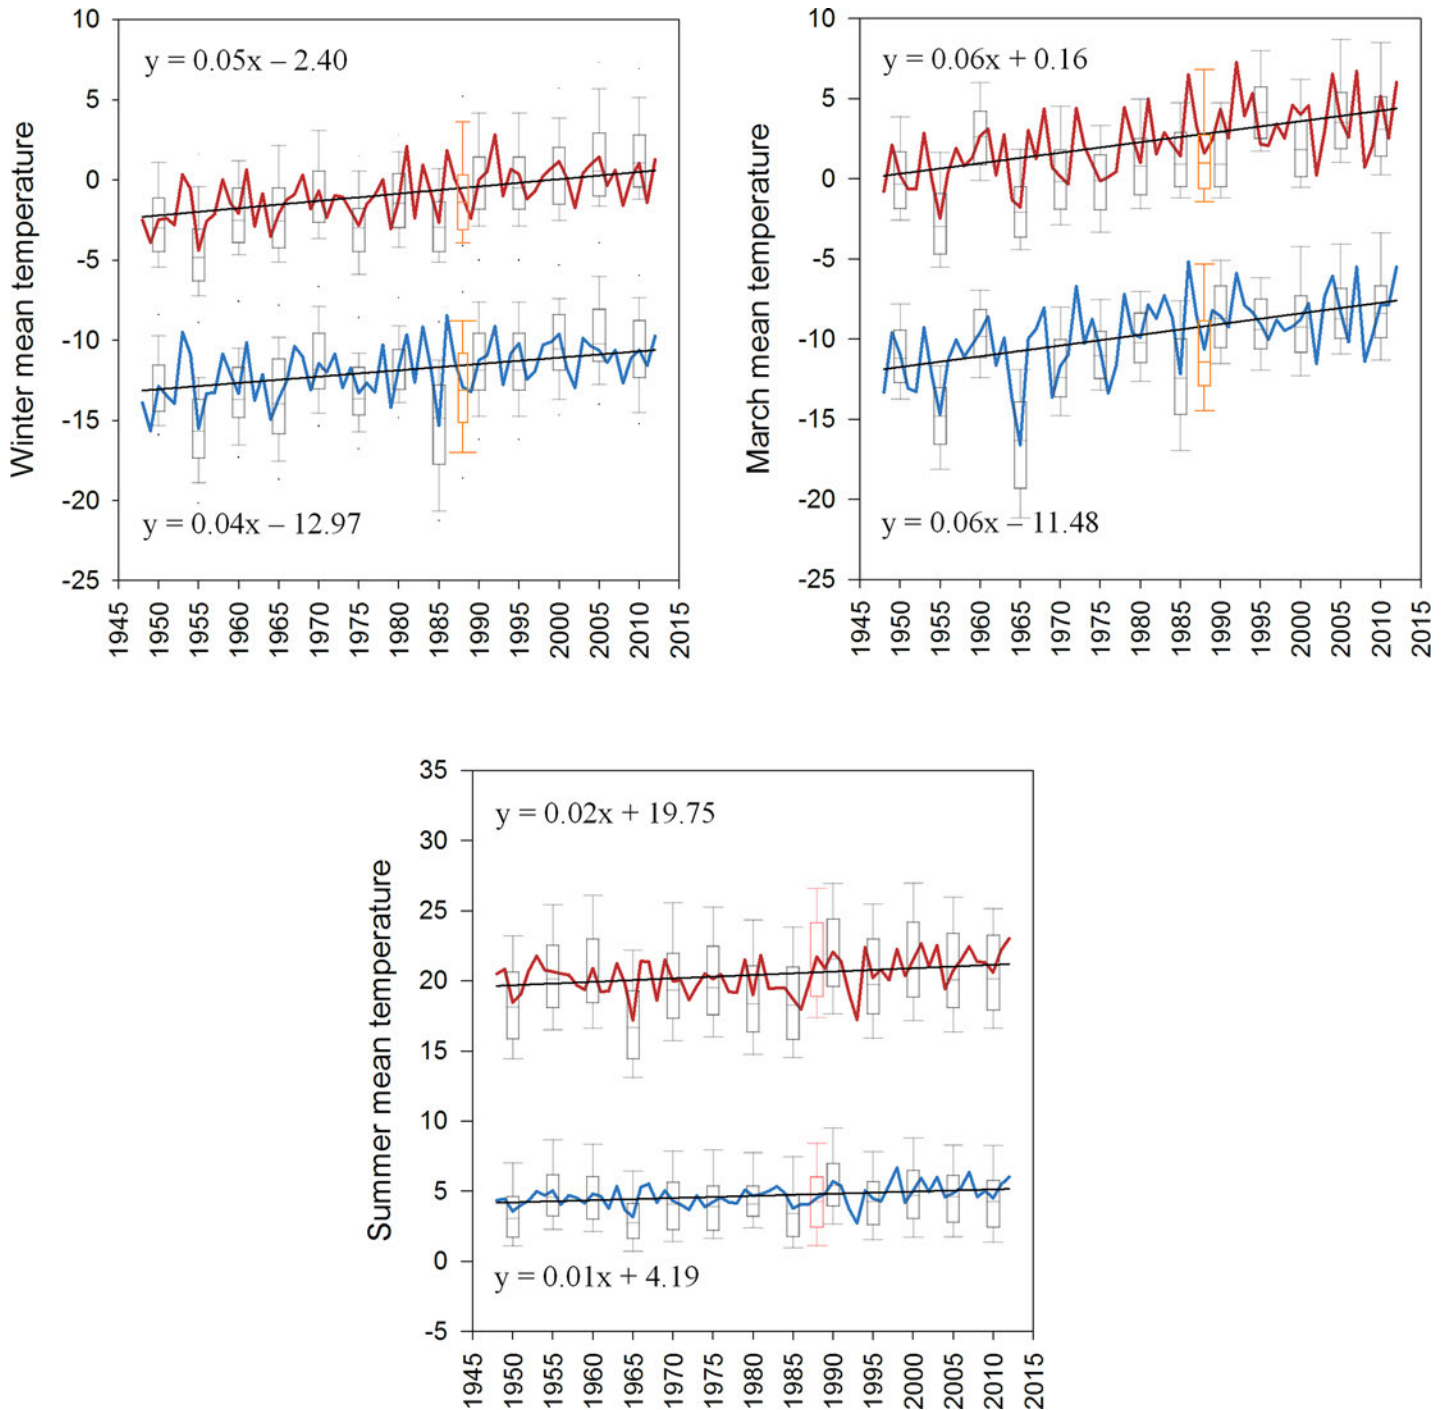 Winter mean temperature
10
5
0
-5
-10
-15
-20
-25
y = 0.05x – 2.40
y = 0.04x – 12.97
1945 1950 1955 1960 1965 1970 1975 1980 1985 1990 1995 2000 2005 2010 2015
March mean temperature
10
5
0
-5
-10
-15
-20
-25
y = 0.06x + 0.16
y = 0.06x – 11.48
1945 1950 1955 1960 1965 1970 1975 1980 1985 1990 1995 2000 2005 2010 2015
Summer mean temperature
35
30
25
20
15
10
5
0
-5
y = 0.02x + 19.75
y = 0.01x + 4.19
1945 1950 1955 1960 1965 1970 1975 1980 1985 1990 1995 2000 2005 2010 2015